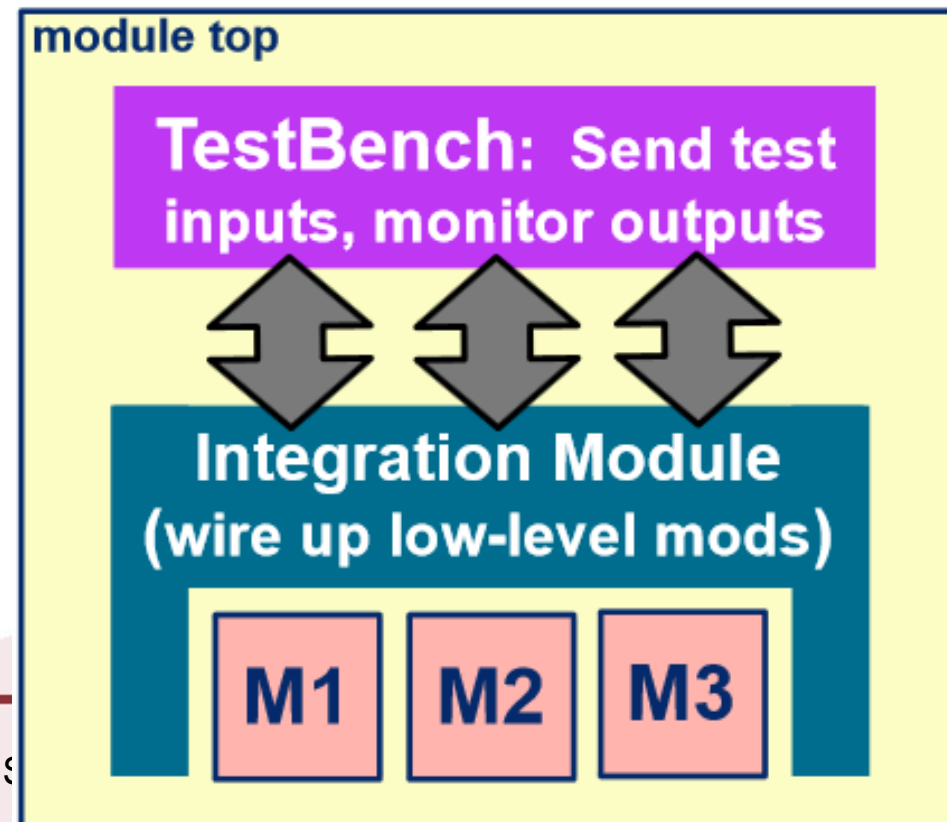 module top
TestBench: Send test
inputs, monitor outputs
Integration Module
(wire up low-level mods)
M1 M2 M3